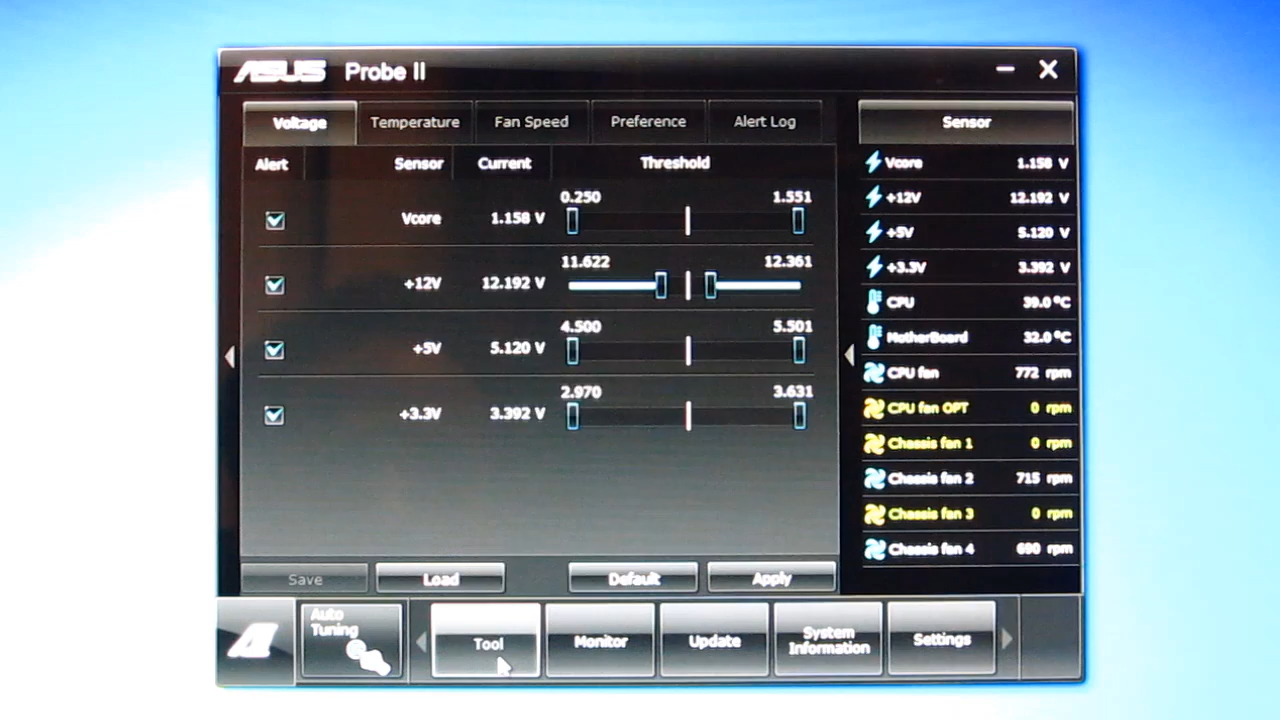 ASUS Probe II
Voltage Temperature Fan Speed Preference Alert Log
Alert Sensor Current Threshold
0.250 1.551
Vcore 1.158 V
11.622 12.361
+12V 12.192 V
4.500 5.501
+5V 5.120 V
2.970 3.631
+3.3V 3.392 V
Save Load Default Apply
Sensor
Vcore 1.158 V
+12V 12.192 V
+5V 5.120 V
+3.3V 3.392 V
CPU 39.0 ºC
MotherBoard 32.0 ºC
CPU fan 772 rpm
CPU fan OPT 0 rpm
Chassis fan 1 0 rpm
Chassis fan 2 715 rpm
Chassis fan 3 0 rpm
Chassis fan 4 690 rpm
Auto
Tuning
Tool
Monitor
Update
System
Information
Settings